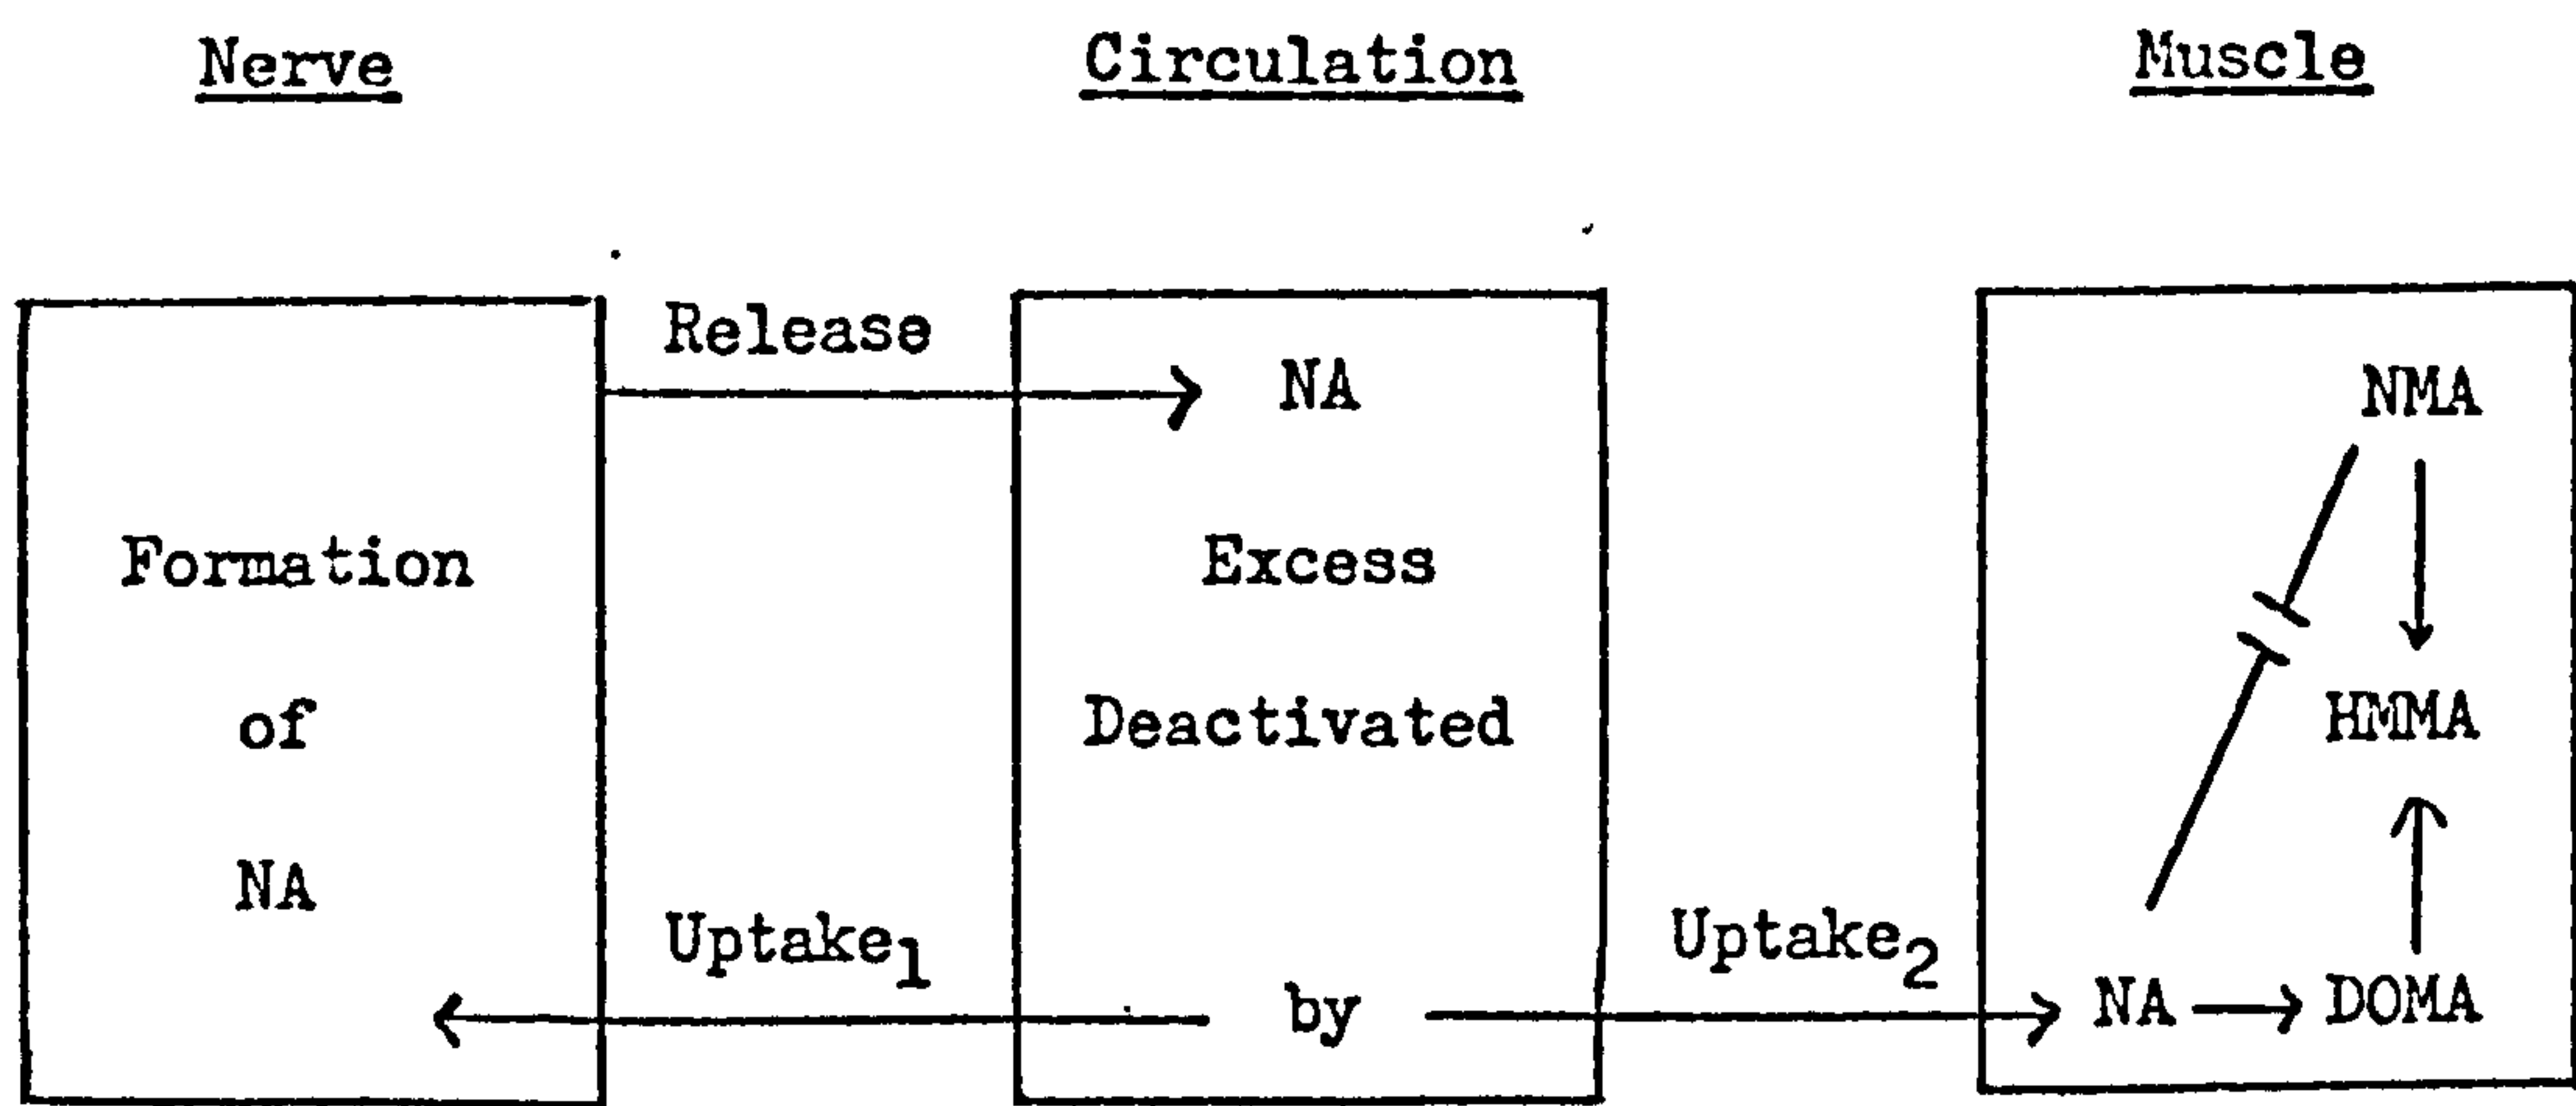 Nerve Circulation Muscle
Release
NA
NMA
Formation
Excess
of
Deactivated
HMMA
NA
Uptake1
Uptake2
by
NA DOMA